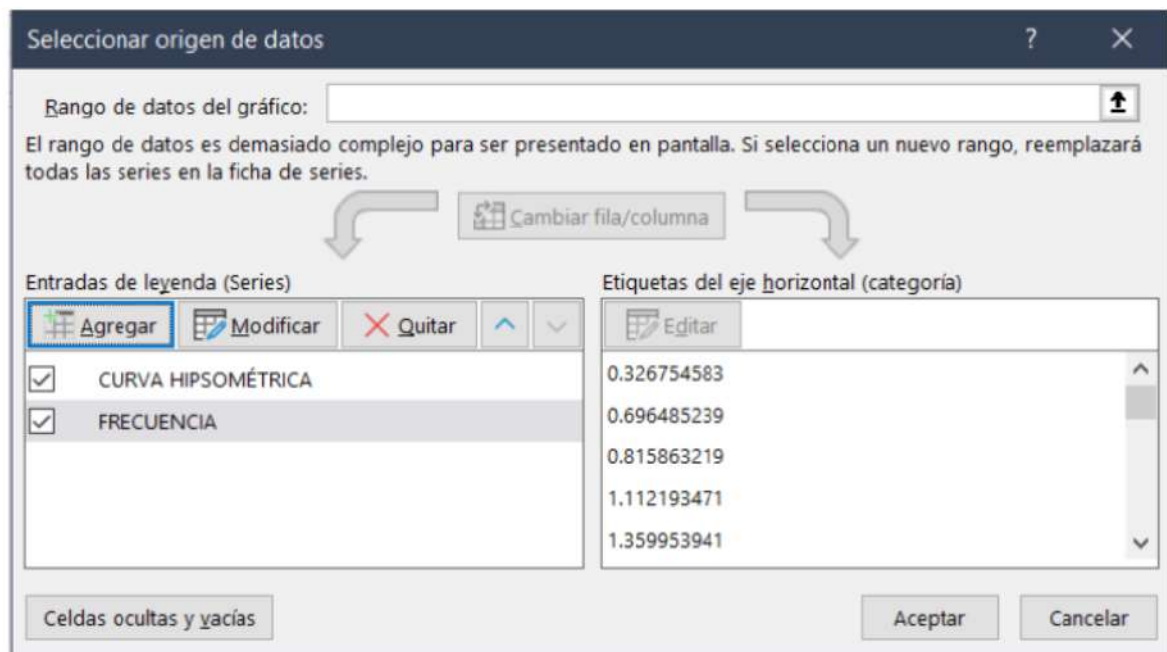 Seleccionar origen de datos
Rango de datos del gráfico:
El rango de datos es demasiado complejo para ser presentado en pantalla. Si selecciona un nuevo rango, reemplazará
todas las series en la ficha de series.
Cambiar fila/columna
Entradas de leyenda (Series)
Agregar Modificar Quitar
CURVA HIPSOMÉTRICA
FRECUENCIA
Etiquetas del eje horizontal (categoría)
Editar
0.326754583
0.696485239
0.815863219
1.112193471
1.359953941
Celdas ocultas y vacías
Aceptar Cancelar